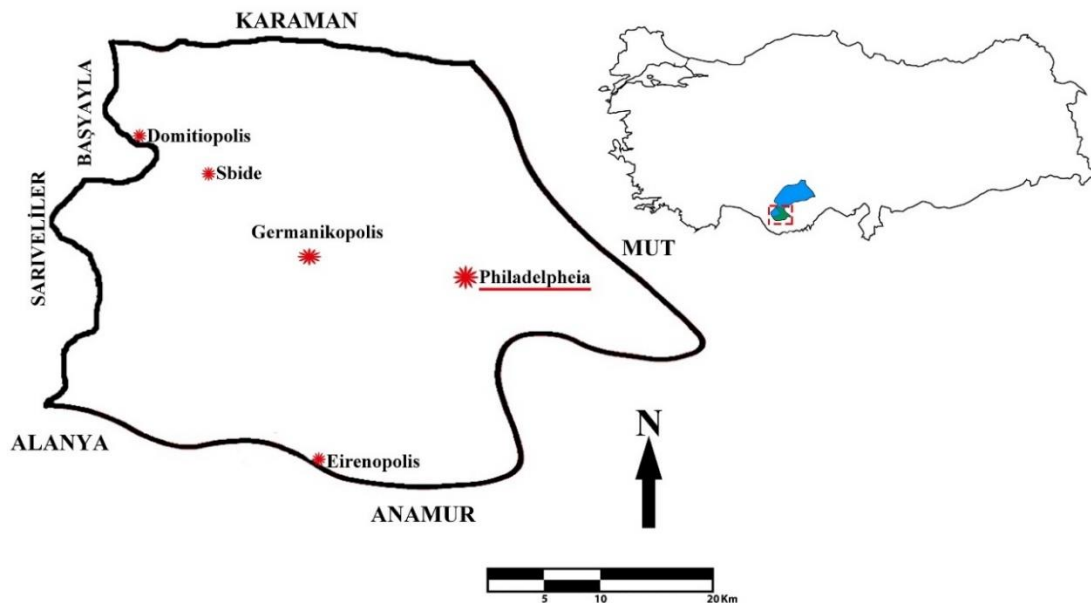 KARAMAN
BAŞYAYLA
Domitiopolis
Sbide
SARIVELİLER
Germanikopolis
MUT
Philadelpheia
ALANYA
Eirenopolis
ANAMUR
N
5 10 20 Km